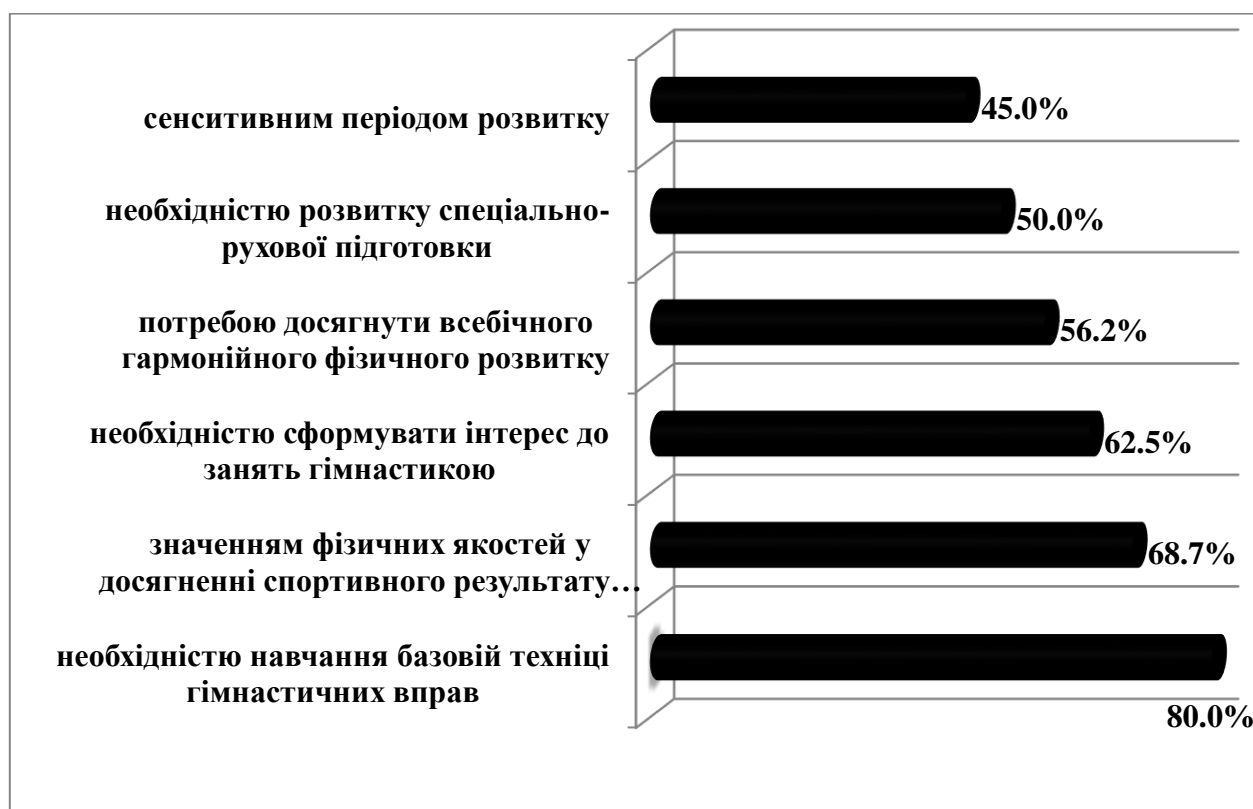 сенситивним періодом розвитку
45.0%
необхідністю розвитку спеціально-
рухової підготовки
50.0%
потребою досягнути всебічного
гармонійного фізичного розвитку
56.2%
необхідністю сформувати інтерес до
занять гімнастикою
62.5%
значенням фізичних якостей у
досягненні спортивного результату…
68.7%
необхідністю навчання базовій техніці
гімнастичних вправ
80.0%